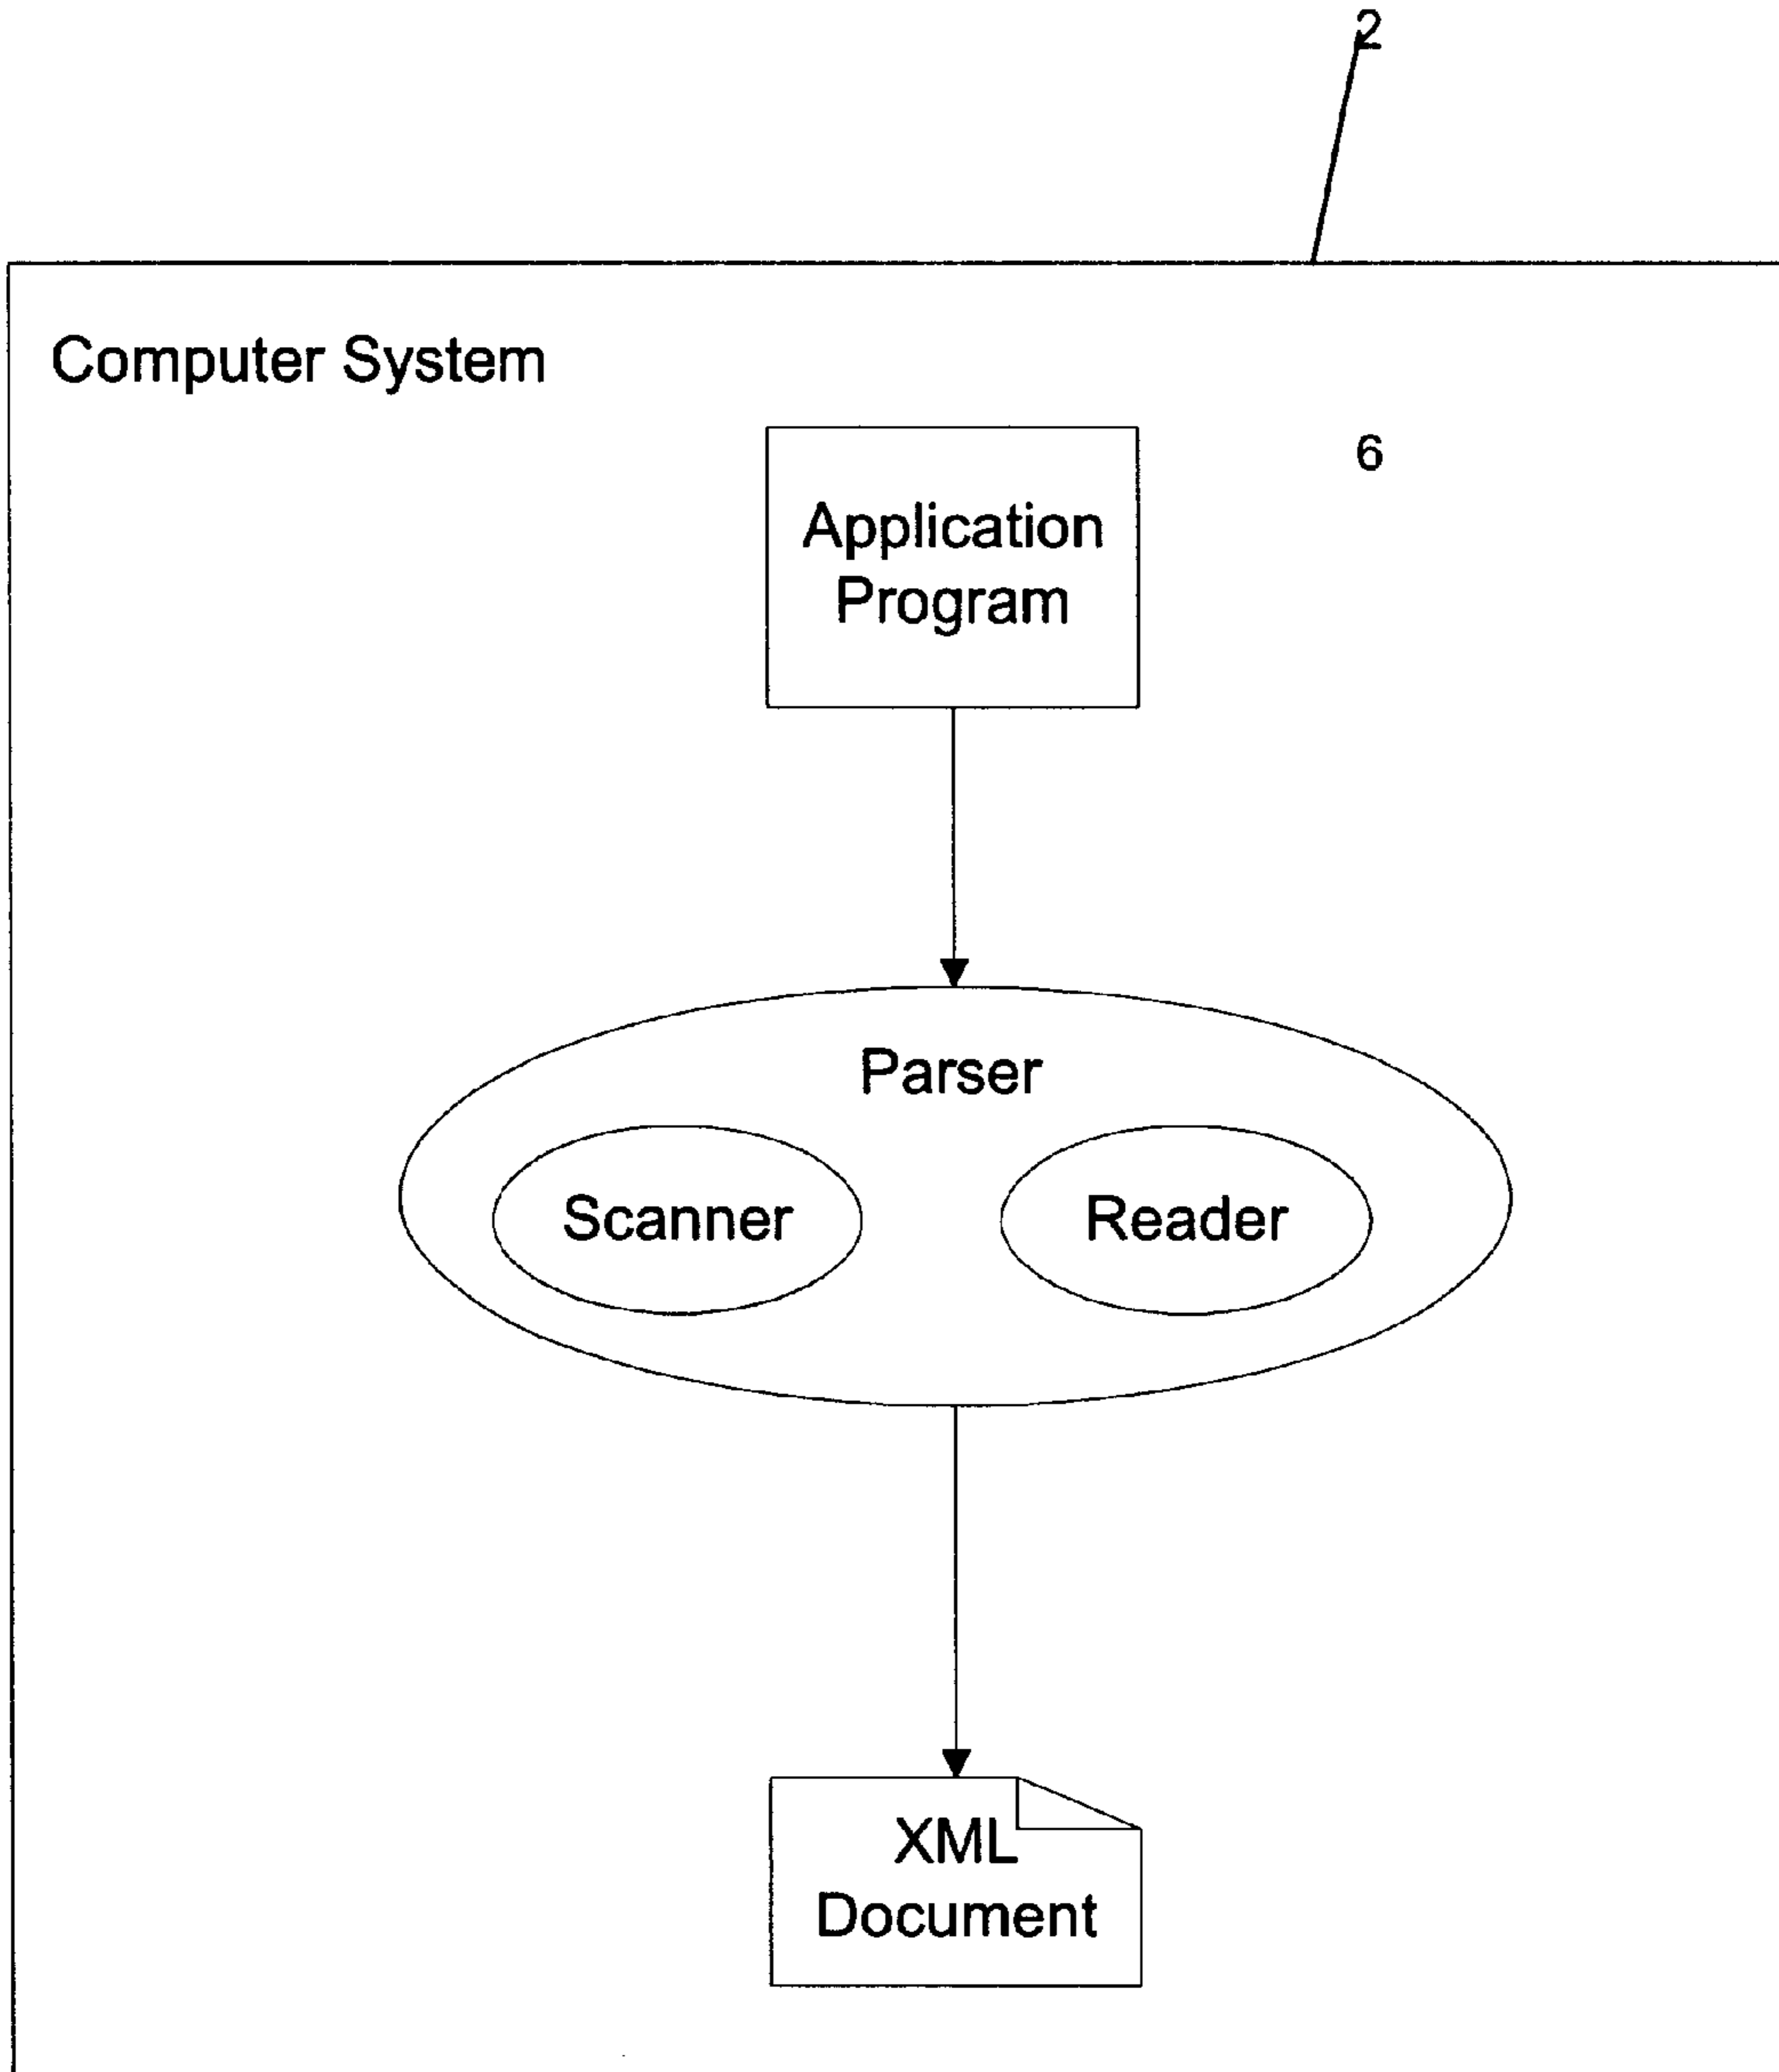 2
Computer System
6
Application
Program
Parser
Scanner
Reader
XML
Document